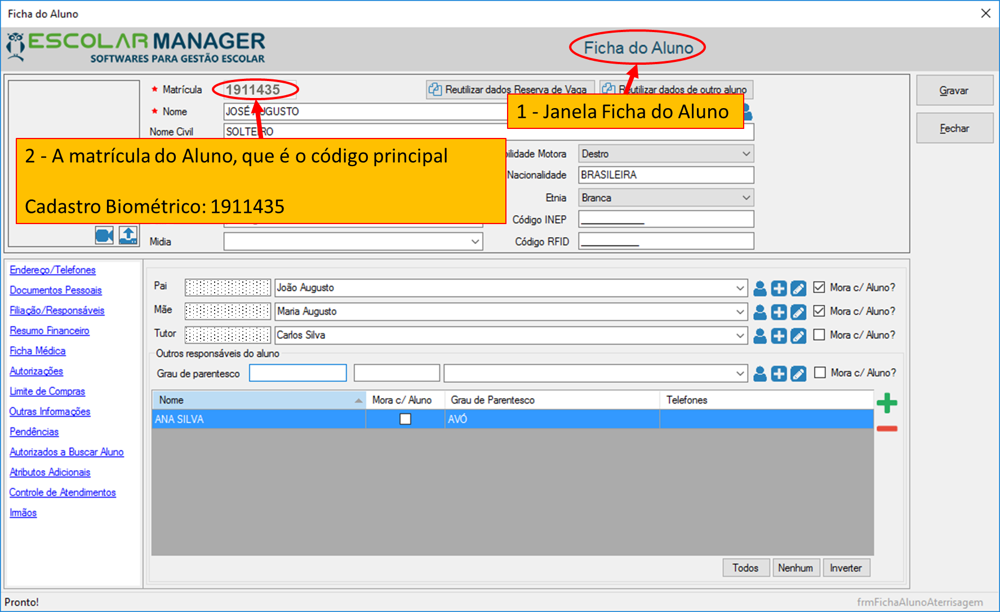 Ficha do Aluno
ESCOLAR MANAGER
SOFTWARES PARA GESTÃO ESCOLAR
Ficha do Aluno
* Matrícula 1911435
Reutilizar dados Reserva de Vaga
Reutilizar dados de outro aluno
Gravar
* Nome JOSÉ AUGUSTO
1 - Janela Ficha do Aluno
Nome Civil SOLTEIRO
Fechar
2 - A matrícula do Aluno, que é o código principal
Cadastro Biométrico: 1911435
bilidade Motora Destro
Nacionalidade BRASILEIRA
Etnia Branca
Código INEP
Midia
Código RFID
Endereço/Telefones
Documentos Pessoais
Filiação/Responsáveis
Resumo Financeiro
Ficha Médica
Autorizações
Limite de Compras
Outras Informações
Pendências
Autorizados a Buscar Aluno
Atributos Adicionais
Controle de Atendimentos
Irmãos
Pai João Augusto Mora c/ Aluno?
Mãe Maria Augusto Mora c/ Aluno?
Tutor Carlos Silva Mora c/ Aluno?
Outros responsáveis do aluno
Grau de parentesco Mora c/ Aluno?
Nome Mora c/ Aluno Grau de Parentesco Telefones
ANA SILVA AVÓ
Todos Nenhum Inverter
Pronto! frmFichaAlunoAterrisagem